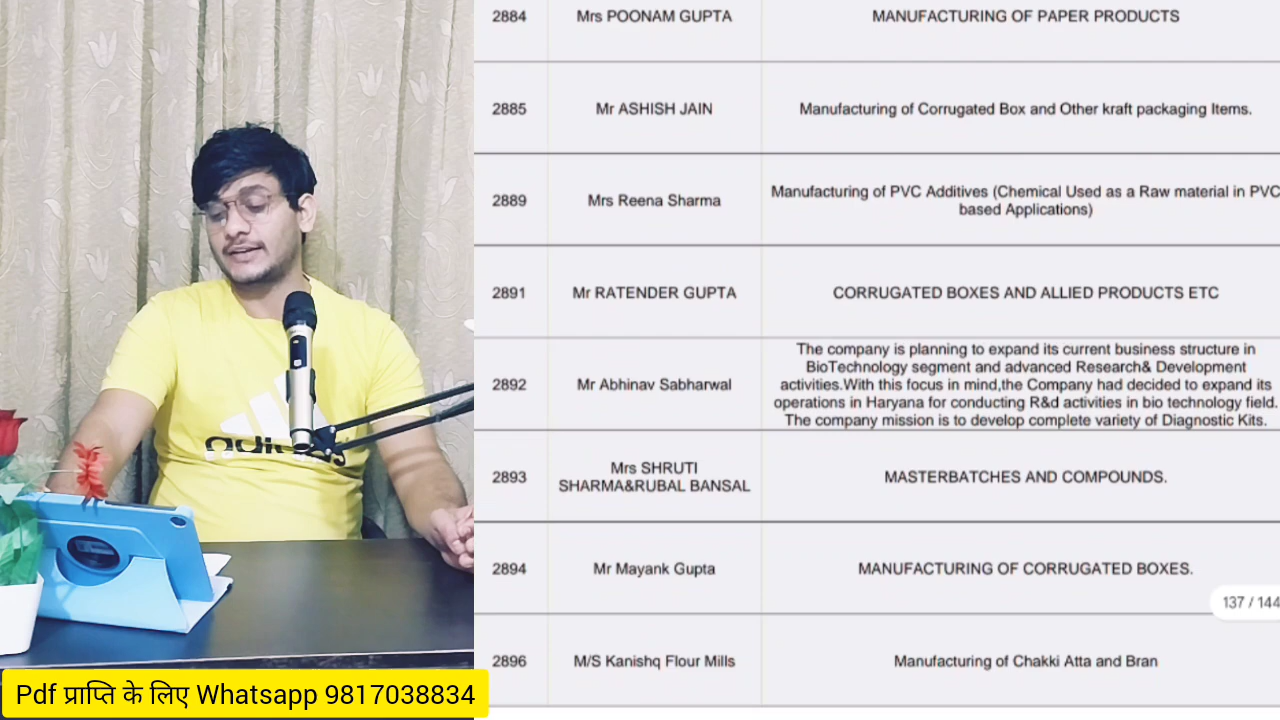 2884 Mrs POONAM GUPTA MANUFACTURING OF PAPER PRODUCTS
2885 Mr ASHISH JAIN Manufacturing of Corrugated Box and Other kraft packaging Items.
2889 Mrs Reena Sharma Manufacturing of PVC Additives (Chemical Used as a Raw material in PVC
based Applications)
2891 Mr RATENDER GUPTA CORRUGATED BOXES AND ALLIED PRODUCTS ETC
2892 Mr Abhinav Sabharwal The company is planning to expand its current business structure in
BioTechnology segment and advanced Research& Development
activities.With this focus in mind,the Company had decided to expand its
operations in Haryana for conducting R&d activities in bio technology field.
The company mission is to develop complete variety of Diagnostic Kits.
2893 Mrs SHRUTI
SHARMA&RUBAL BANSAL MASTERBATCHES AND COMPOUNDS.
2894 Mr Mayank Gupta MANUFACTURING OF CORRUGATED BOXES.
137 / 144
2896 M/S Kanishq Flour Mills Manufacturing of Chakki Atta and Bran
adidas
Pdf प्राप्ति के लिए Whatsapp 9817038834